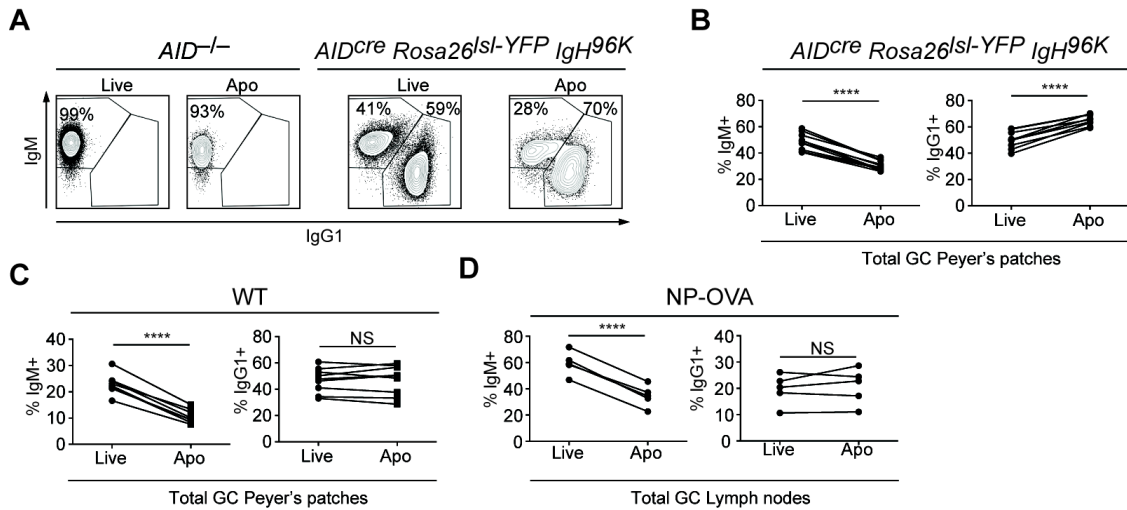 A
AID–/–
AIDcre Rosa26lsl-YFP IgH96K
Live
Apo
Live
Apo
99%
93%
41%
59%
28%
70%
IgM
IgG1
B
AIDcre Rosa26lsl-YFP IgH96K
****
80
60
40
20
0
% IgM+
Live
Apo
****
80
60
40
20
0
% IgG1+
Live
Apo
Total GC Peyer's patches
C
WT
****
40
30
20
10
0
% IgM+
Live
Apo
NS
80
60
40
20
0
% IgG1+
Live
Apo
Total GC Peyer's patches
D
NP-OVA
****
80
60
40
20
0
% IgM+
Live
Apo
NS
40
30
20
10
0
% IgG1+
Live
Apo
Total GC Lymph nodes